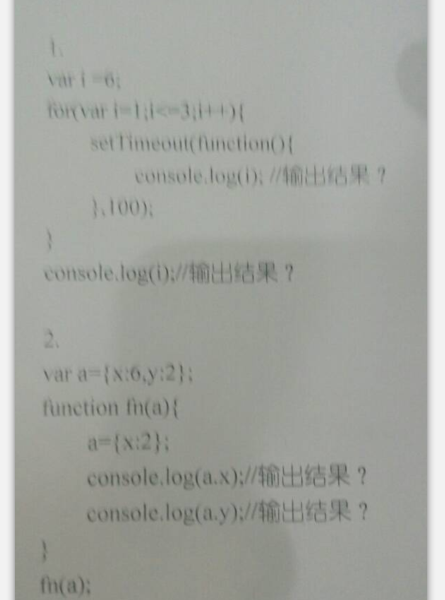 1.
var i =6;
for(var i=1;i<=3;i++){
setTimeout(function(){
console.log(i); //输出结果？
},100);
}
console.log(i);//输出结果？
2.
var a={x:6,y:2};
function fn(a){
a={x:2};
console.log(a.x);//输出结果？
console.log(a.y);//输出结果？
}
fn(a);